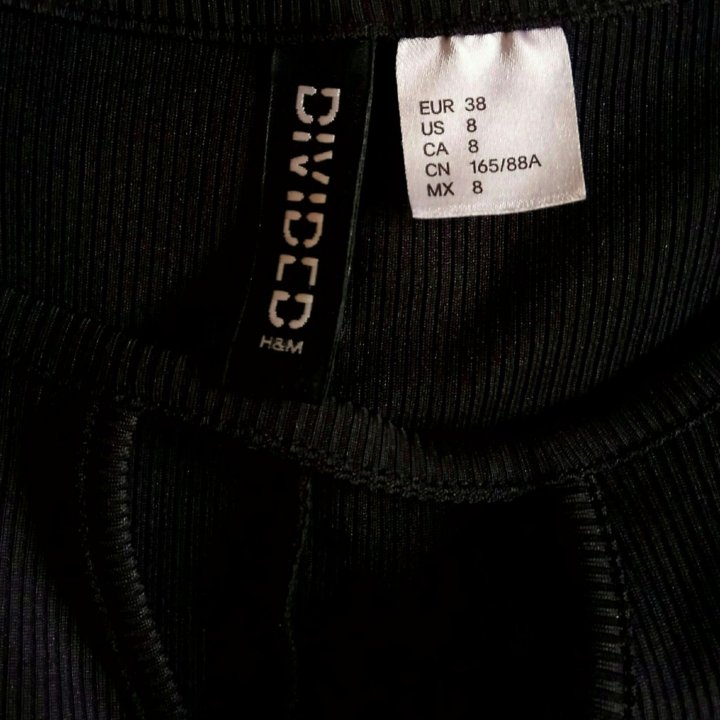 DIVIDED
H&M
EUR 38
US 8
CA 8
CN 165/88A
MX 8